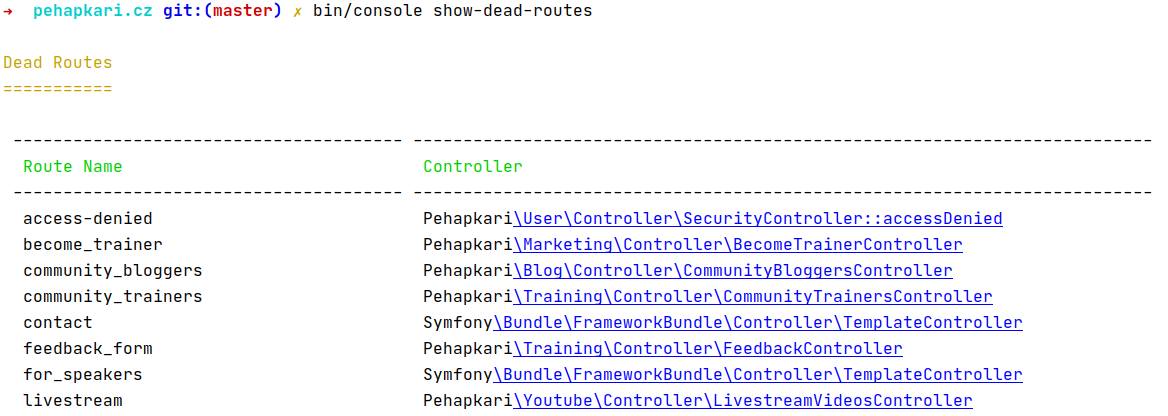 → pehapkari.cz git:(master) ✗ bin/console show-dead-routes
Dead Routes
===========
--------------------------------------- --------------------------------------------------------------------------
Route Name Controller
--------------------------------------- --------------------------------------------------------------------------
access-denied Pehapkari\User\Controller\SecurityController::accessDenied
become_trainer Pehapkari\Marketing\Controller\BecomeTrainerController
community_bloggers Pehapkari\Blog\Controller\CommunityBloggersController
community_trainers Pehapkari\Training\Controller\CommunityTrainersController
contact Symfony\Bundle\FrameworkBundle\Controller\TemplateController
feedback_form Pehapkari\Training\Controller\FeedbackController
for_speakers Symfony\Bundle\FrameworkBundle\Controller\TemplateController
livestream Pehapkari\Youtube\Controller\LivestreamVideosController